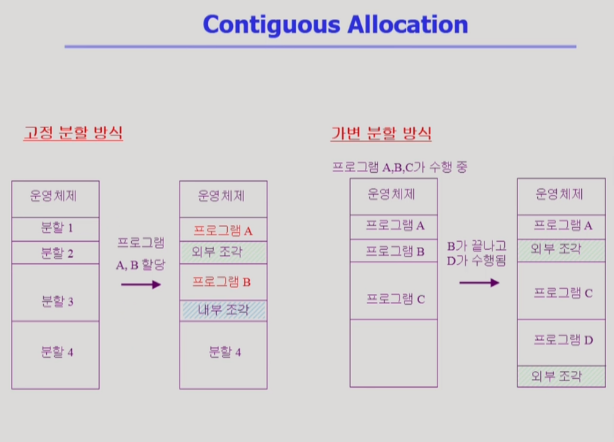 Contiguous Allocation
고정 분할 방식
운영체제
분할 1
분할 2
분할 3
분할 4
프로그램
A, B 할당
운영체제
프로그램 A
외부 조각
프로그램 B
내부 조각
분할 4
가변 분할 방식
프로그램 A,B,C가 수행 중
운영체제
프로그램 A
프로그램 B
프로그램 C
B가 끝나고
D가 수행됨
운영체제
프로그램 A
외부 조각
프로그램 C
프로그램 D
외부 조각